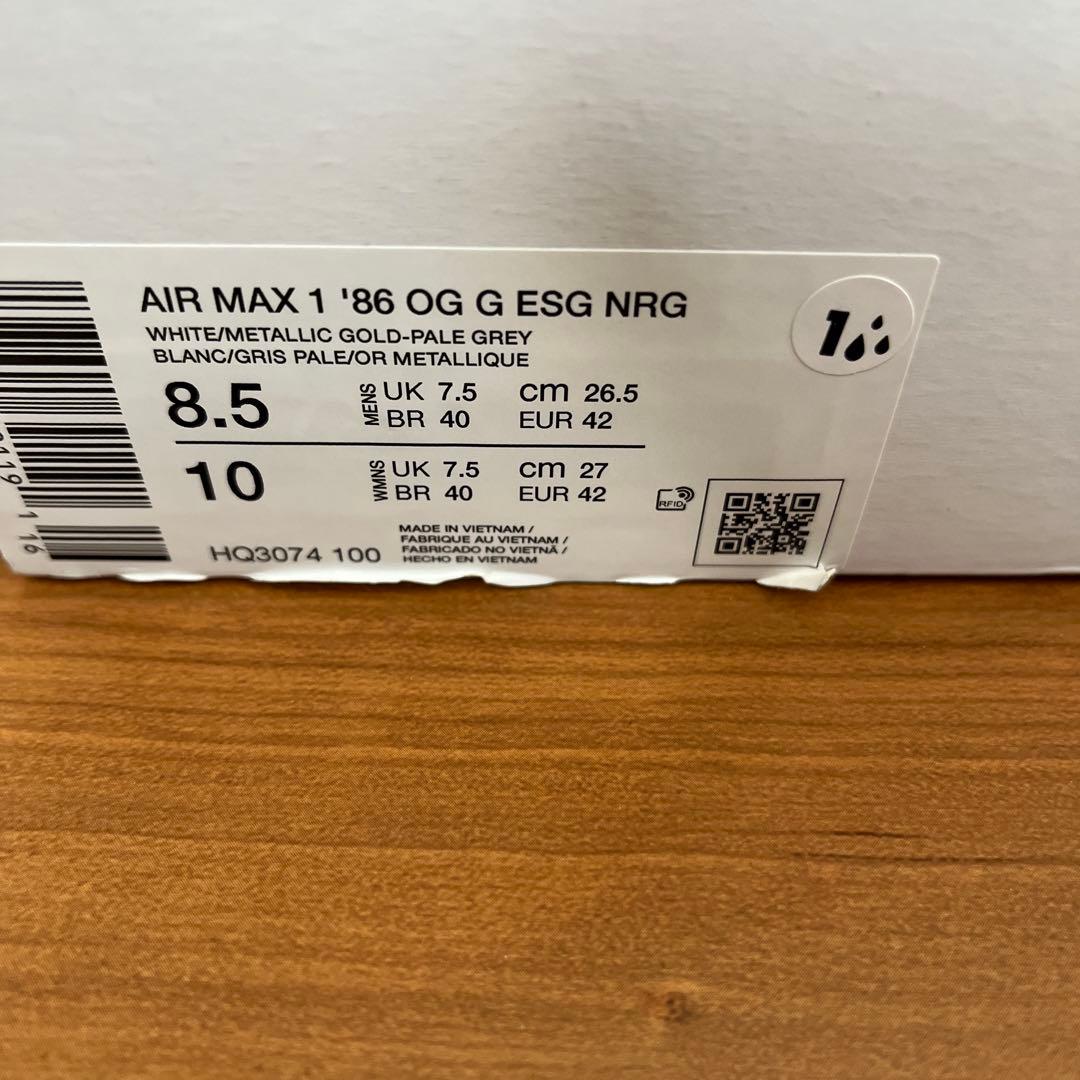 AIR MAX 1 '86 OG G ESG NRG
WHITE/METALLIC GOLD-PALE GREY
BLANC/GRIS PALE/OR METALLIQUE
8.5 MENS UK 7.5 cm 26.5
BR 40 EUR 42
10 WMNS UK 7.5 cm 27
BR 40 EUR 42
RFID
MADE IN VIETNAM /
FABRIQUE AU VIETNAM /
FABRICADO NO VIETNÃ /
HECHO EN VIETNAM
HQ3074 100
1